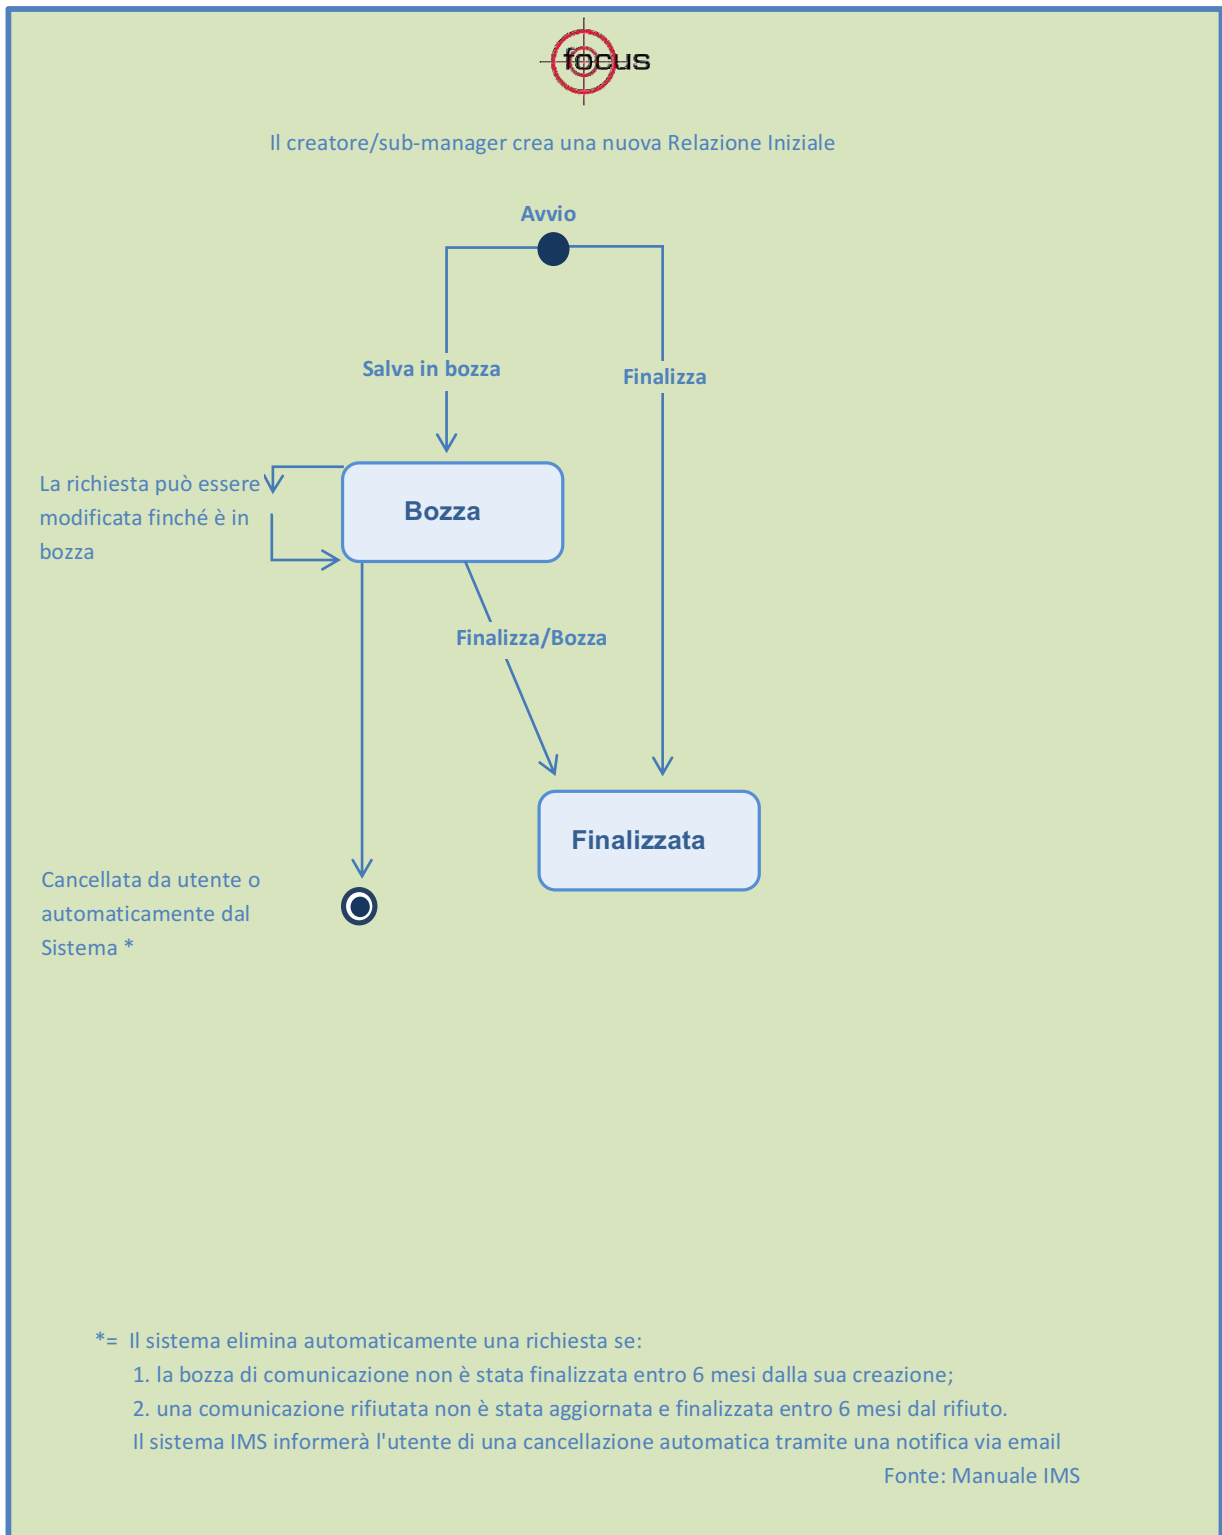 focus
Il creatore/sub-manager crea una nuova Relazione Iniziale
Avvio
Salva in bozza
Finalizza
La richiesta può essere
modificata finché è in
bozza
Bozza
Finalizza/Bozza
Finalizzata
Cancellata da utente o
automaticamente dal
Sistema *
*= Il sistema elimina automaticamente una richiesta se:
1. la bozza di comunicazione non è stata finalizzata entro 6 mesi dalla sua creazione;
2. una comunicazione rifiutata non è stata aggiornata e finalizzata entro 6 mesi dal rifiuto.
Il sistema IMS informerà l'utente di una cancellazione automatica tramite una notifica via email
Fonte: Manuale IMS